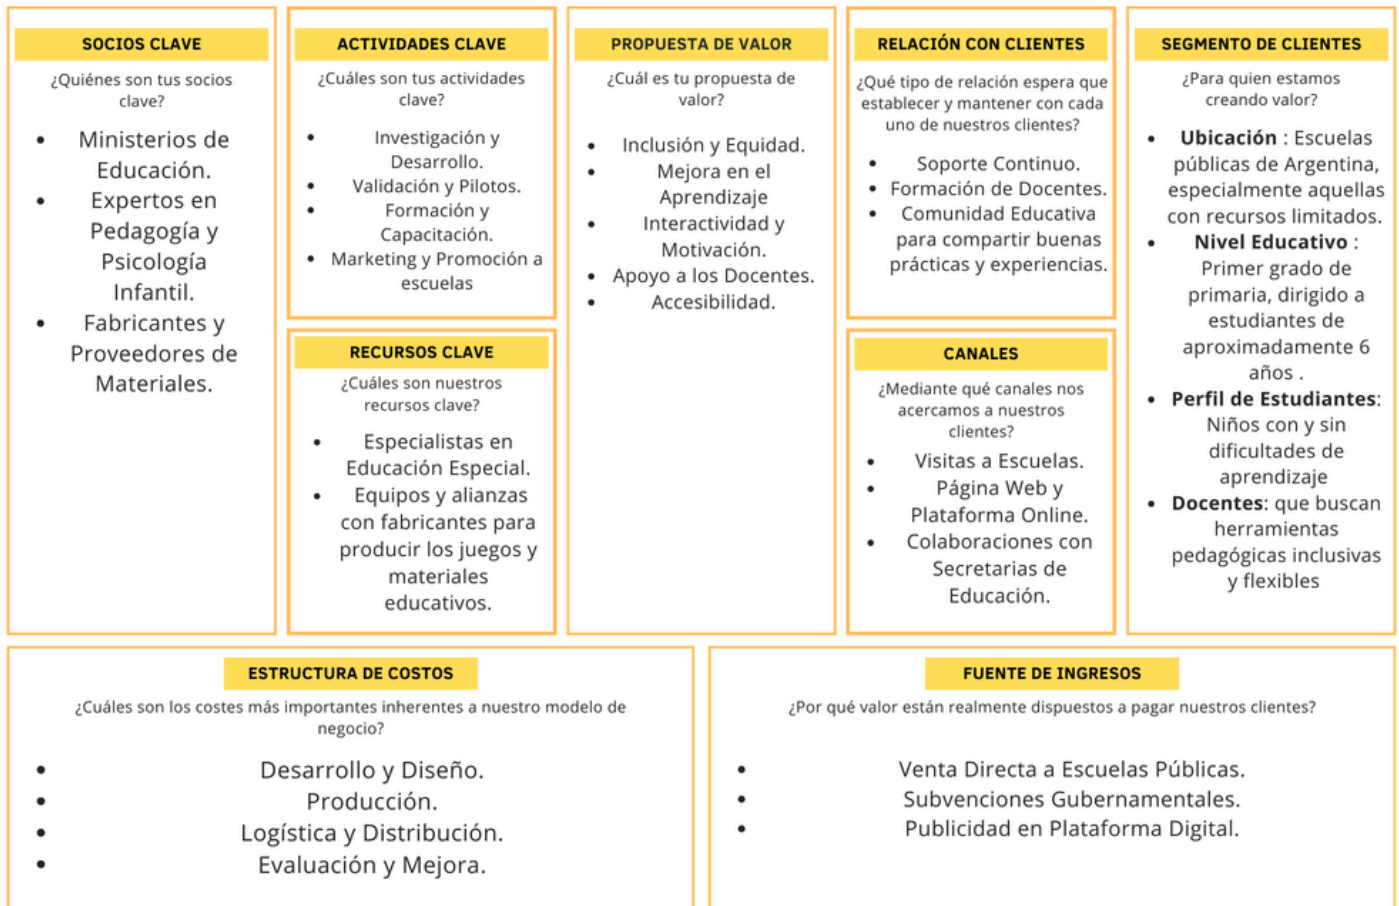 SOCIOS CLAVE
¿Quiénes son tus socios
clave?
• Ministerios de
Educación.
• Expertos en
Pedagogía y
Psicología
Infantil.
• Fabricantes y
Proveedores de
Materiales.
ACTIVIDADES CLAVE
¿Cuáles son tus actividades
clave?
• Investigación y
Desarrollo.
• Validación y Pilotos.
• Formación y
Capacitación.
• Marketing y Promoción a
escuelas
RECURSOS CLAVE
¿Cuáles son nuestros
recursos clave?
• Especialistas en
Educación Especial.
• Equipos y alianzas
con fabricantes para
producir los juegos y
materiales
educativos.
PROPUESTA DE VALOR
¿Cuál es tu propuesta de
valor?
• Inclusión y Equidad.
• Mejora en el
Aprendizaje
• Interactividad y
Motivación.
• Apoyo a los Docentes.
• Accesibilidad.
RELACIÓN CON CLIENTES
¿Qué tipo de relación espera que
establecer y mantener con cada
uno de nuestros clientes?
• Soporte Continuo.
• Formación de Docentes.
• Comunidad Educativa
para compartir buenas
prácticas y experiencias.
CANALES
¿Mediante qué canales nos
acercamos a nuestros
clientes?
• Visitas a Escuelas.
• Página Web y
Plataforma Online.
• Colaboraciones con
Secretarias de
Educación.
SEGMENTO DE CLIENTES
¿Para quien estamos
creando valor?
• Ubicación : Escuelas
públicas de Argentina,
especialmente aquellas
con recursos limitados.
• Nivel Educativo :
Primer grado de
primaria, dirigido a
estudiantes de
aproximadamente 6
años .
• Perfil de Estudiantes:
Niños con y sin
dificultades de
aprendizaje
• Docentes: que buscan
herramientas
pedagógicas inclusivas
y flexibles
ESTRUCTURA DE COSTOS
¿Cuáles son los costes más importantes inherentes a nuestro modelo de
negocio?
• Desarrollo y Diseño.
• Producción.
• Logística y Distribución.
• Evaluación y Mejora.
FUENTE DE INGRESOS
¿Por qué valor están realmente dispuestos a pagar nuestros clientes?
• Venta Directa a Escuelas Públicas.
• Subvenciones Gubernamentales.
• Publicidad en Plataforma Digital.